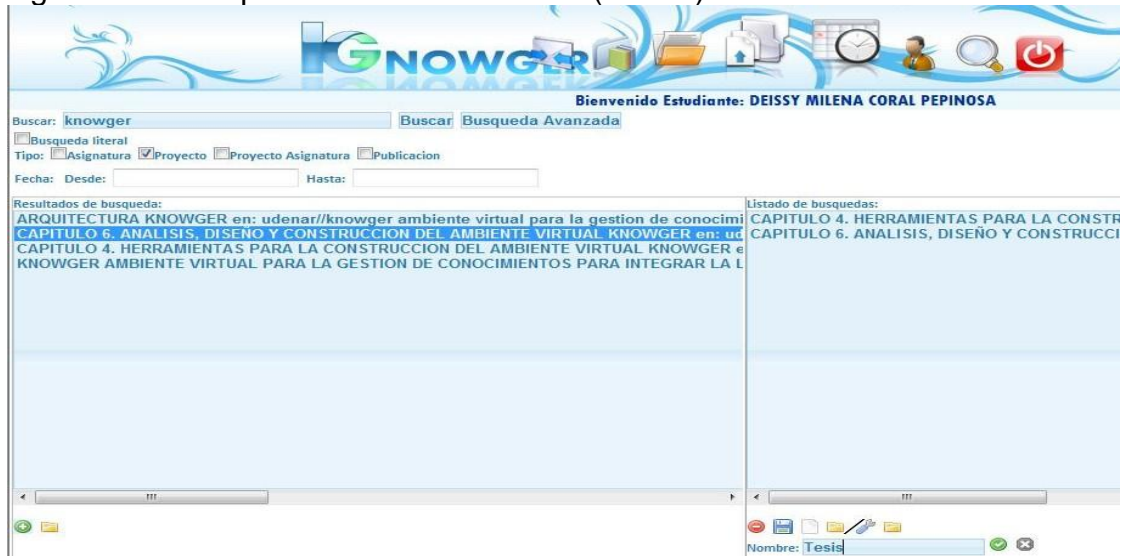 KGNOWGER
Bienvenido Estudiante: DEISSY MILENA CORAL PEPINOSA
Buscar: knowger Buscar Busqueda Avanzada
Busqueda literal
Tipo: Asignatura Proyecto Proyecto Asignatura Publicacion
Fecha: Desde: Hasta:
Resultados de busqueda:
ARQUITECTURA KNOWGER en: udenar//knowger ambiente virtual para la gestion de conocimi
CAPITULO 6. ANALISIS, DISEÑO Y CONSTRUCCION DEL AMBIENTE VIRTUAL KNOWGER en: ud
CAPITULO 4. HERRAMIENTAS PARA LA CONSTRUCCION DEL AMBIENTE VIRTUAL KNOWGER e
KNOWGER AMBIENTE VIRTUAL PARA LA GESTION DE CONOCIMIENTOS PARA INTEGRAR LA L
Listado de busquedas:
CAPITULO 4. HERRAMIENTAS PARA LA CONSTR
CAPITULO 6. ANALISIS, DISEÑO Y CONSTRUCCI
Nombre: Tesis